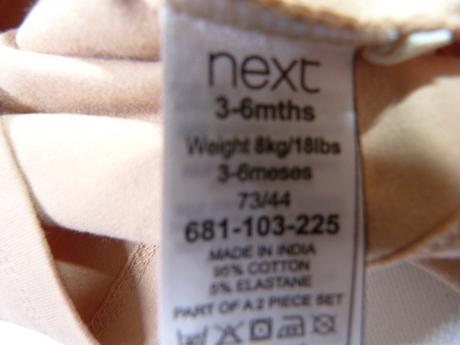 next
3-6mths
Weight 8kg/18lbs
3-6meses
73/44
681-103-225
MADE IN INDIA
95% COTTON
5% ELASTANE
PART OF A 2 PIECE SET